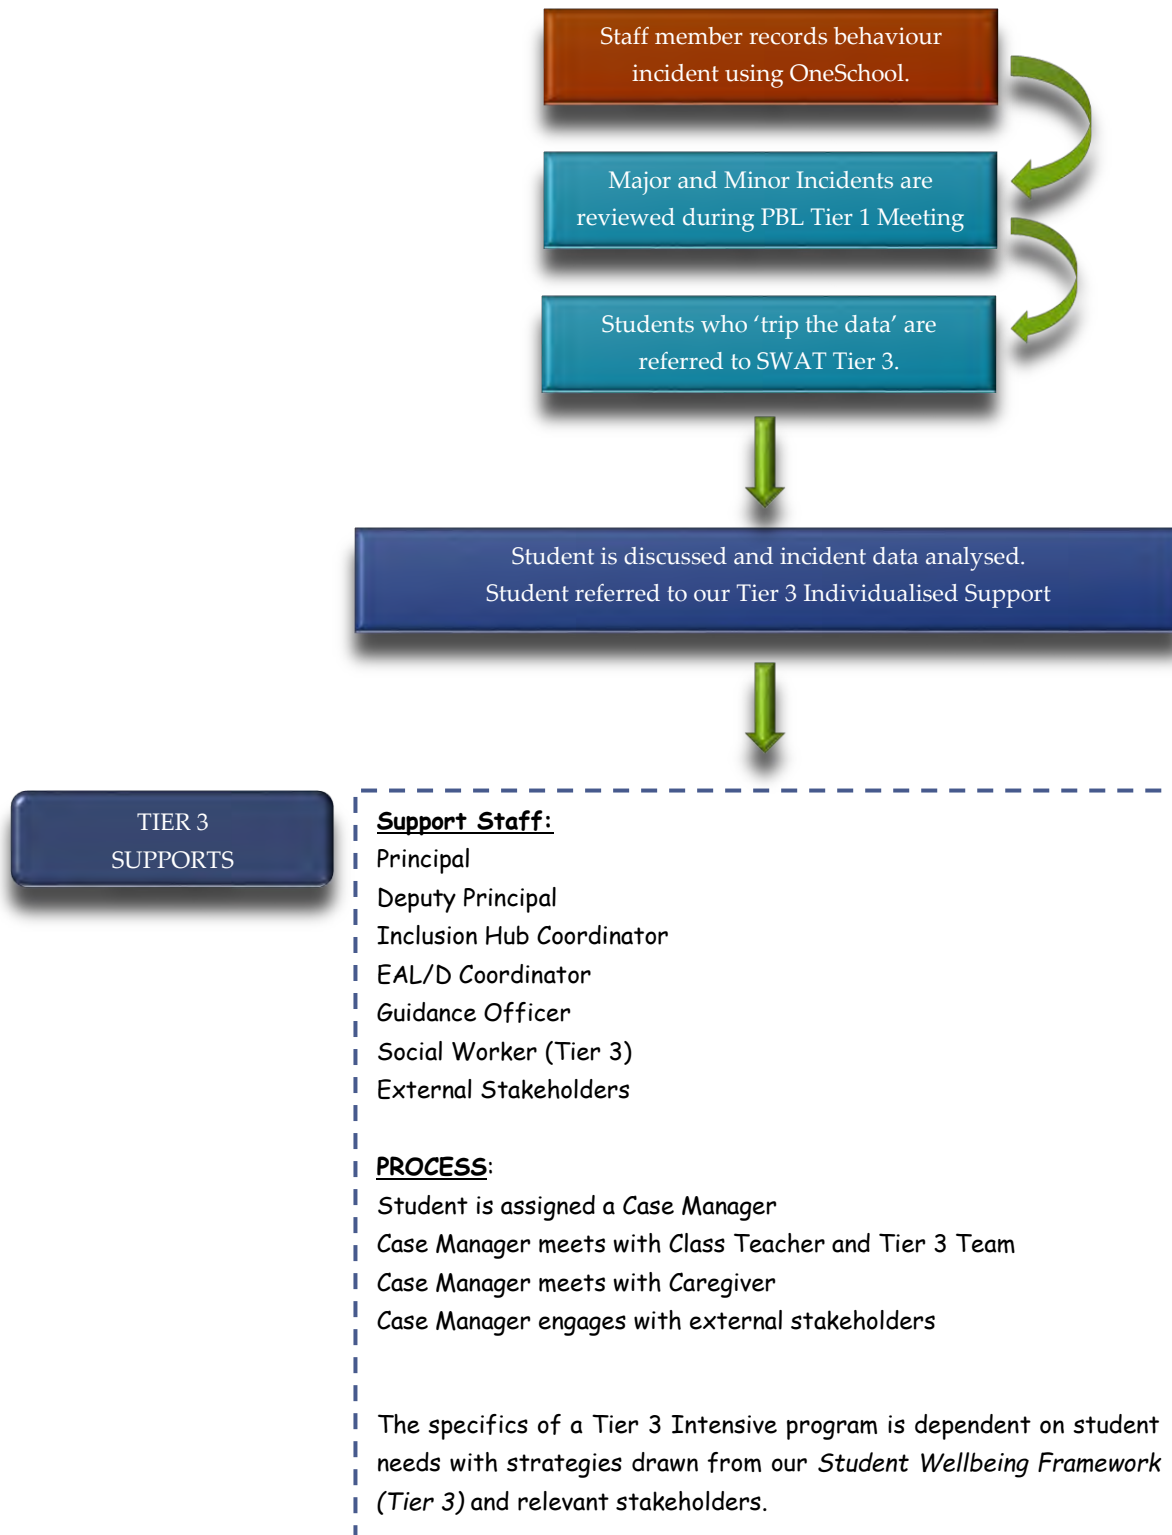 Staff member records behaviour
incident using OneSchool.
Major and Minor Incidents are
reviewed during PBL Tier 1 Meeting
Students who ‘trip the data’ are
referred to SWAT Tier 3.
Student is discussed and incident data analysed.
Student referred to our Tier 3 Individualised Support
TIER 3
SUPPORTS
Support Staff:
Principal
Deputy Principal
Inclusion Hub Coordinator
EAL/D Coordinator
Guidance Officer
Social Worker (Tier 3)
External Stakeholders
PROCESS:
Student is assigned a Case Manager
Case Manager meets with Class Teacher and Tier 3 Team
Case Manager meets with Caregiver
Case Manager engages with external stakeholders
The specifics of a Tier 3 Intensive program is dependent on student
needs with strategies drawn from our Student Wellbeing Framework
(Tier 3) and relevant stakeholders.